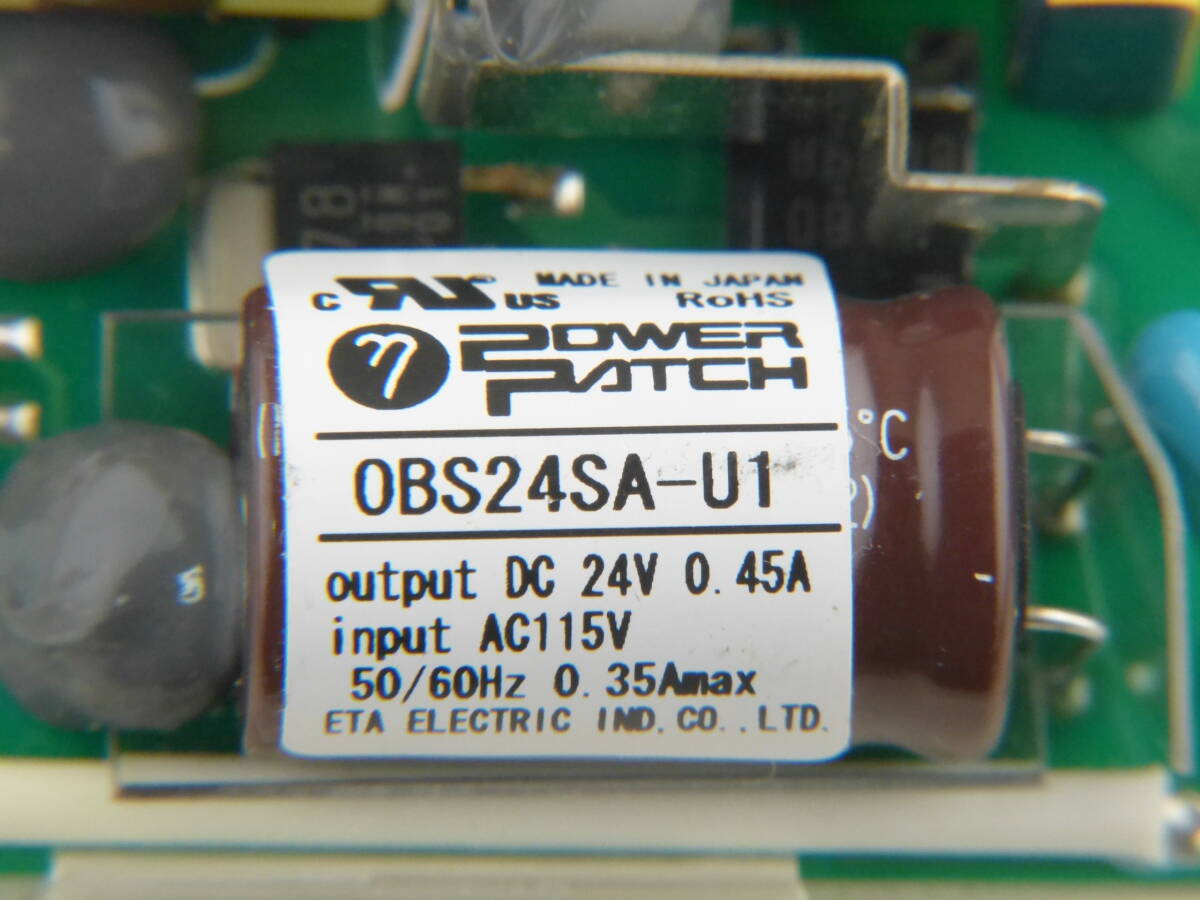 MADE IN JAPAN
c RU® US RoHS
η POWER
PATCH
OBS24SA-U1
output DC 24V 0.45A
input AC115V
50/60Hz 0.35Amax
ETA ELECTRIC IND.CO.,LTD.
°C